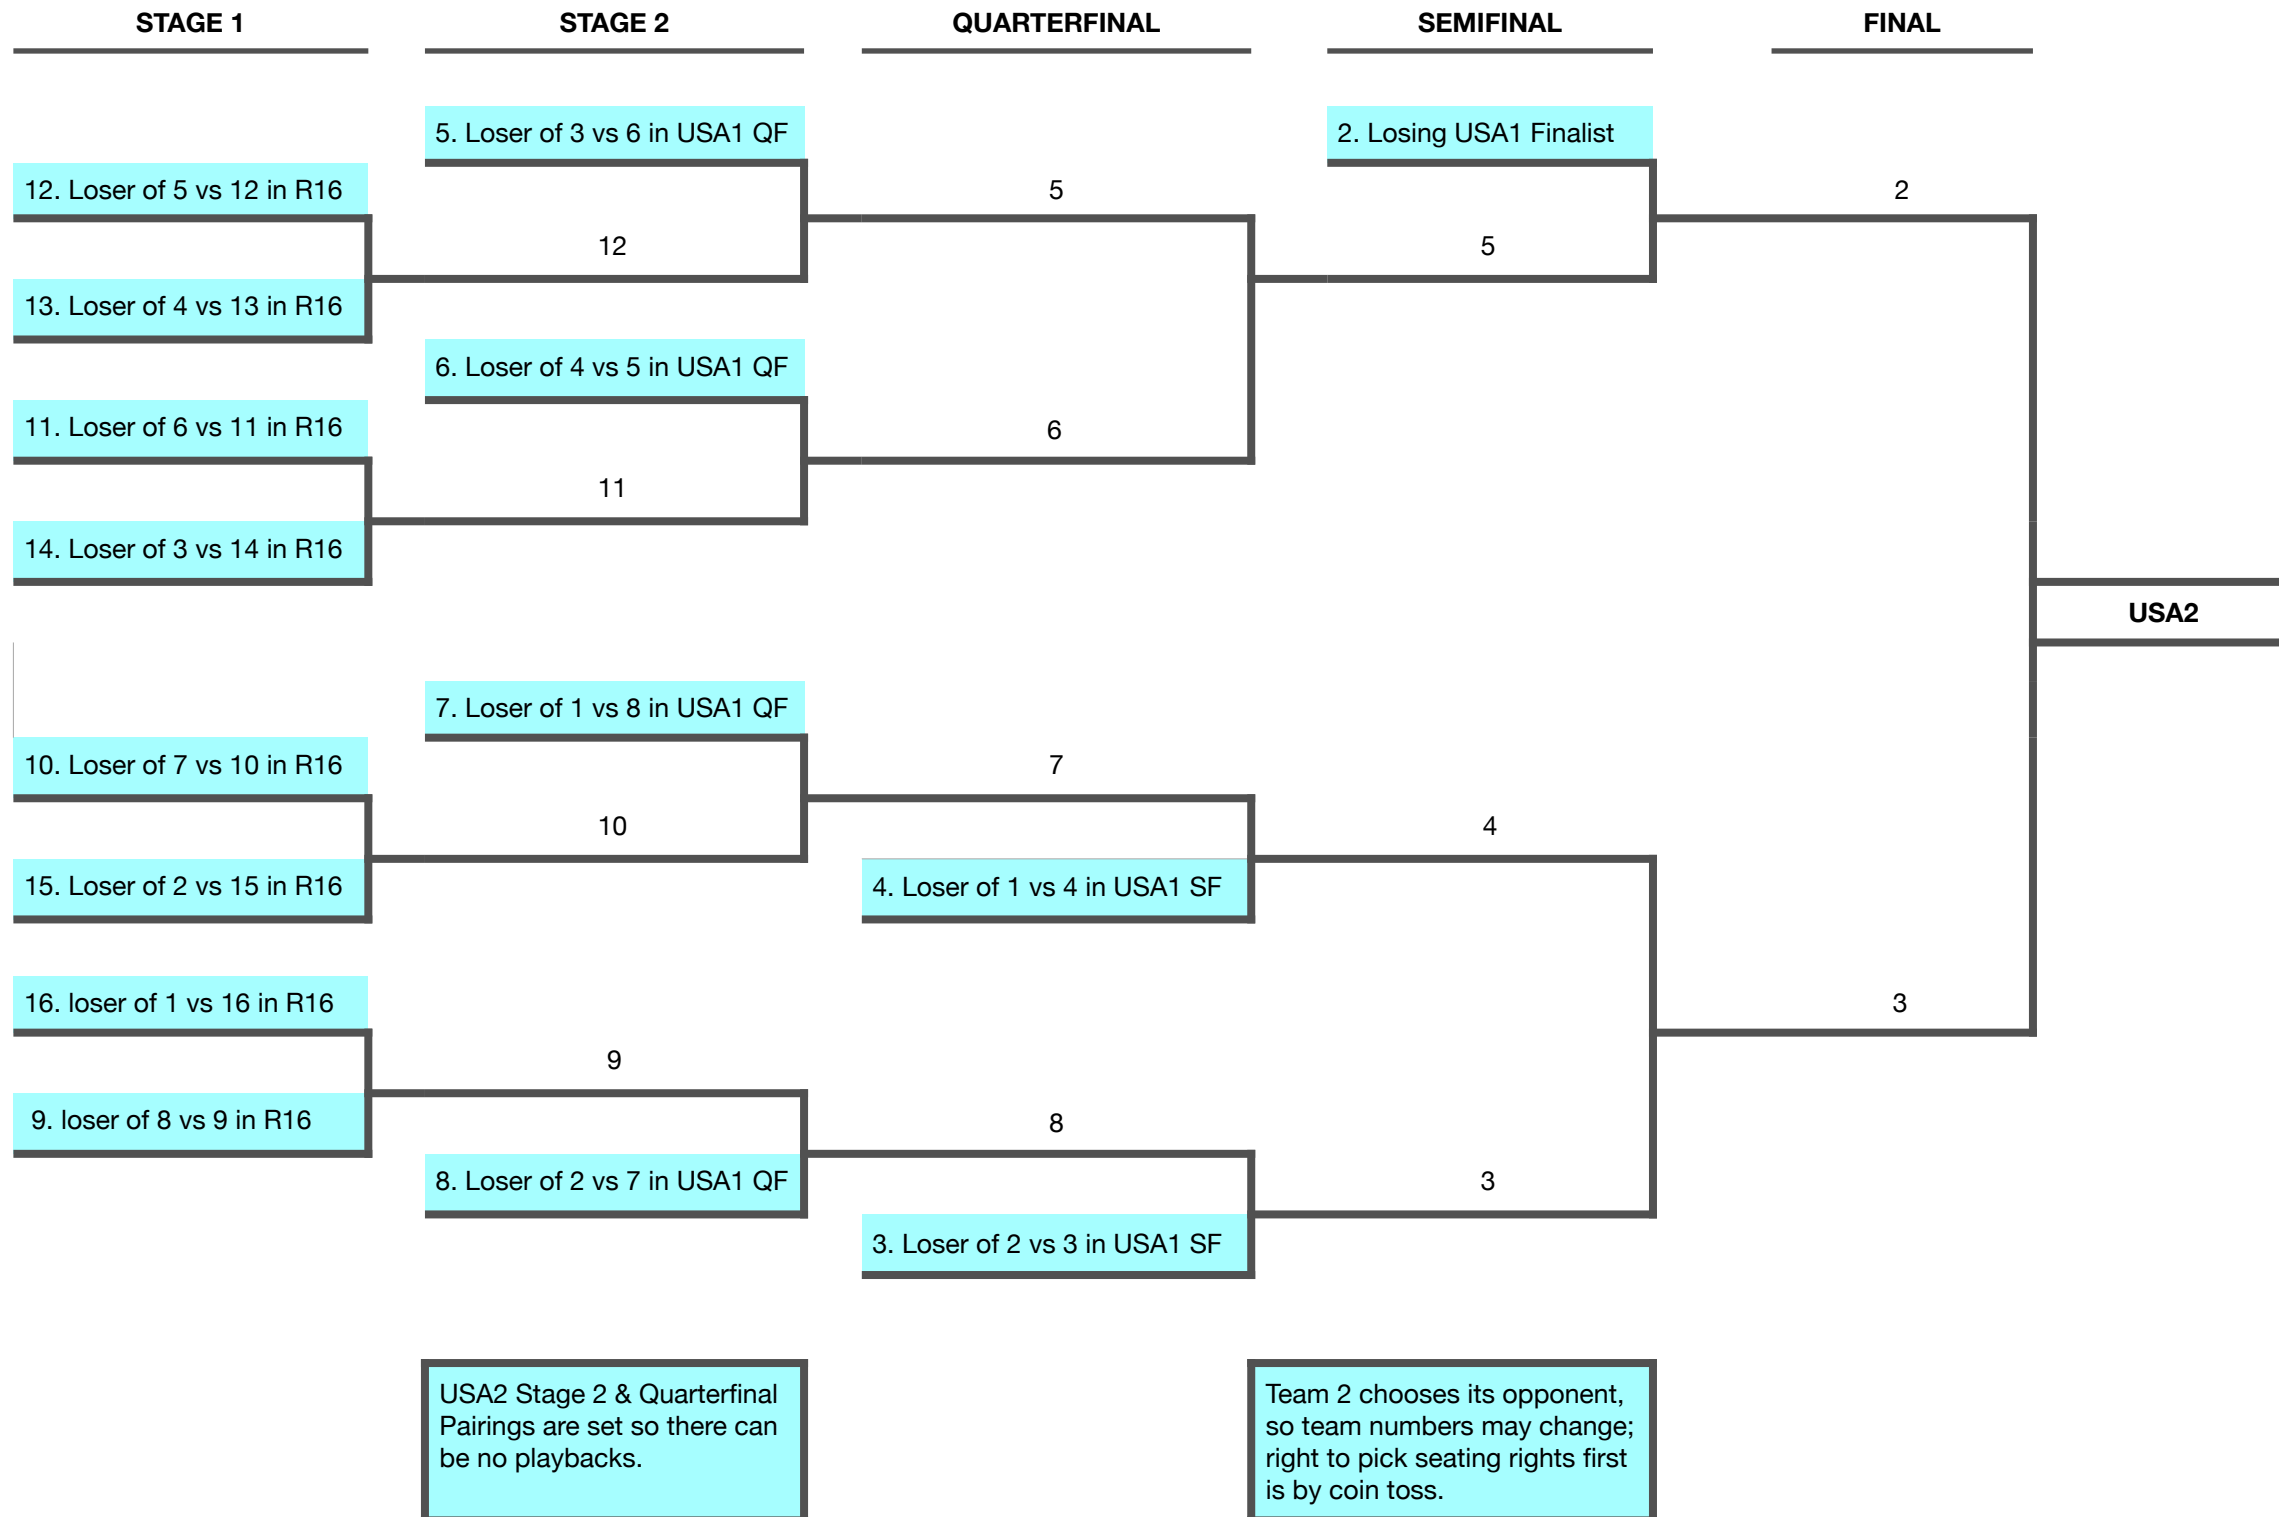 STAGE 1
STAGE 2
QUARTERFINAL
SEMIFINAL
FINAL
5. Loser of 3 vs 6 in USA1 QF
2. Losing USA1 Finalist
12. Loser of 5 vs 12 in R16
5
2
12
5
13. Loser of 4 vs 13 in R16
6. Loser of 4 vs 5 in USA1 QF
11. Loser of 6 vs 11 in R16
6
11
14. Loser of 3 vs 14 in R16
USA2
7. Loser of 1 vs 8 in USA1 QF
10. Loser of 7 vs 10 in R16
7
10
4
15. Loser of 2 vs 15 in R16
4. Loser of 1 vs 4 in USA1 SF
16. loser of 1 vs 16 in R16
3
9
9. loser of 8 vs 9 in R16
8
8. Loser of 2 vs 7 in USA1 QF
3
3. Loser of 2 vs 3 in USA1 SF
USA2 Stage 2 & Quarterfinal
Pairings are set so there can
be no playbacks.
Team 2 chooses its opponent,
so team numbers may change;
right to pick seating rights first
is by coin toss.